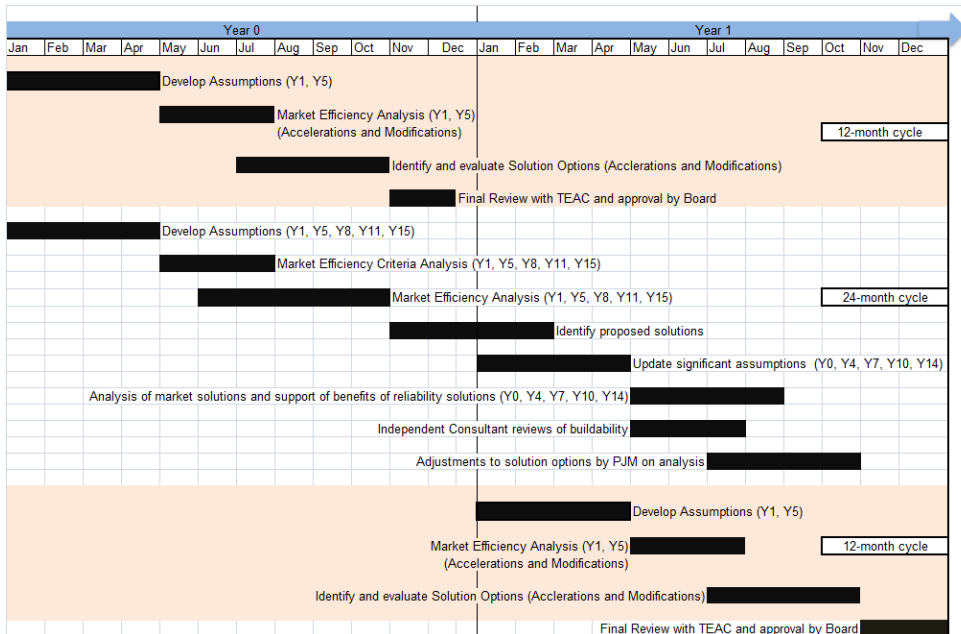 Year 0 Year 1
Jan Feb Mar Apr May Jun Jul Aug Sep Oct Nov Dec Jan Feb Mar Apr May Jun Jul Aug Sep Oct Nov Dec
Develop Assumptions (Y1, Y5)
Market Efficiency Analysis (Y1, Y5)
(Accelerations and Modifications)
12-month cycle
Identify and evaluate Solution Options (Acclerations and Modifications)
Final Review with TEAC and approval by Board
Develop Assumptions (Y1, Y5, Y8, Y11, Y15)
Market Efficiency Criteria Analysis (Y1, Y5, Y8, Y11, Y15)
Market Efficiency Analysis (Y1, Y5, Y8, Y11, Y15)
24-month cycle
Identify proposed solutions
Update significant assumptions (Y0, Y4, Y7, Y10, Y14)
Analysis of market solutions and support of benefits of reliability solutions (Y0, Y4, Y7, Y10, Y14)
Independent Consultant reviews of buildability
Adjustments to solution options by PJM on analysis
Develop Assumptions (Y1, Y5)
Market Efficiency Analysis (Y1, Y5)
(Accelerations and Modifications)
12-month cycle
Identify and evaluate Solution Options (Acclerations and Modifications)
Final Review with TEAC and approval by Board